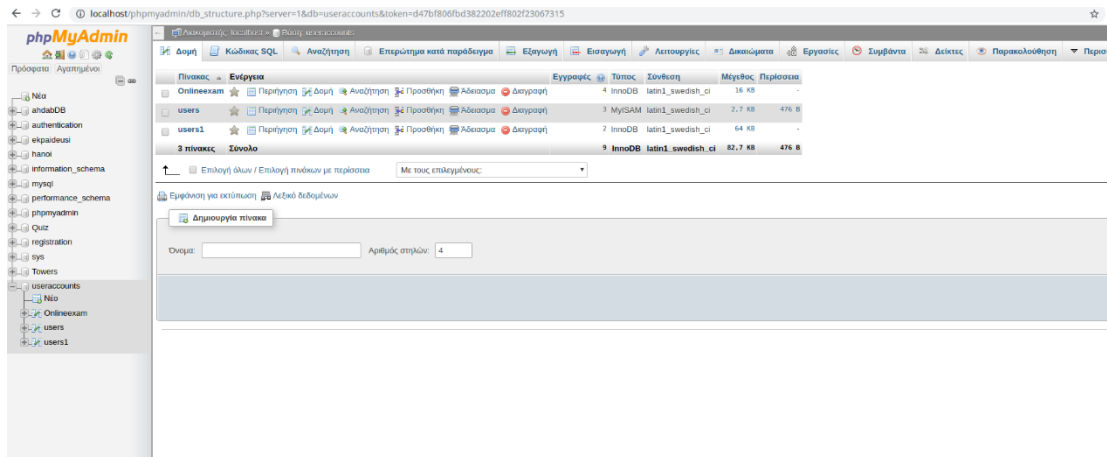 localhost/phpmyadmin/db_structure.php?server=1&db=useraccounts&token=d47bf806fbd382202eff802f23067315
phpMyAdmin
Πρόσφατα Αγαπημένοι
Νέο
ahdabDB
authentication
ekpaideusi
hanoi
information_schema
mysql
performance_schema
phpmyadmin
Quiz
registration
sys
Towers
useraccounts
Νέο
Onlineexam
users
users1
Διακομιστής: localhost » Βάση: useraccounts
Δομή Κώδικας SQL Αναζήτηση Επερώτημα κατά παράδειγμα Εξαγωγή Εισαγωγή Λειτουργίες Δικαιώματα Εργασίες Συμβάντα Δείκτες Παρακολούθηση Περισ
Πίνακας Ενέργεια Εγγραφές Τύπος Σύνθεση Μέγεθος Περίσσεια
Onlineexam Περιήγηση Δομή Αναζήτηση Προσθήκη Άδειασμα Διαγραφή 4 InnoDB latin1_swedish_ci 16 KB -
users Περιήγηση Δομή Αναζήτηση Προσθήκη Άδειασμα Διαγραφή 3 MyISAM latin1_swedish_ci 2,7 KB 476 B
users1 Περιήγηση Δομή Αναζήτηση Προσθήκη Άδειασμα Διαγραφή 2 InnoDB latin1_swedish_ci 64 KB -
3 πίνακες Σύνολο 9 InnoDB latin1_swedish_ci 82,7 KB 476 B
Επιλογή όλων / Επιλογή πινάκων με περίσσεια Με τους επιλεγμένους:
Εμφάνιση για εκτύπωση Λεξικό δεδομένων
Δημιουργία πίνακα
Όνομα: Αριθμός στηλών: 4